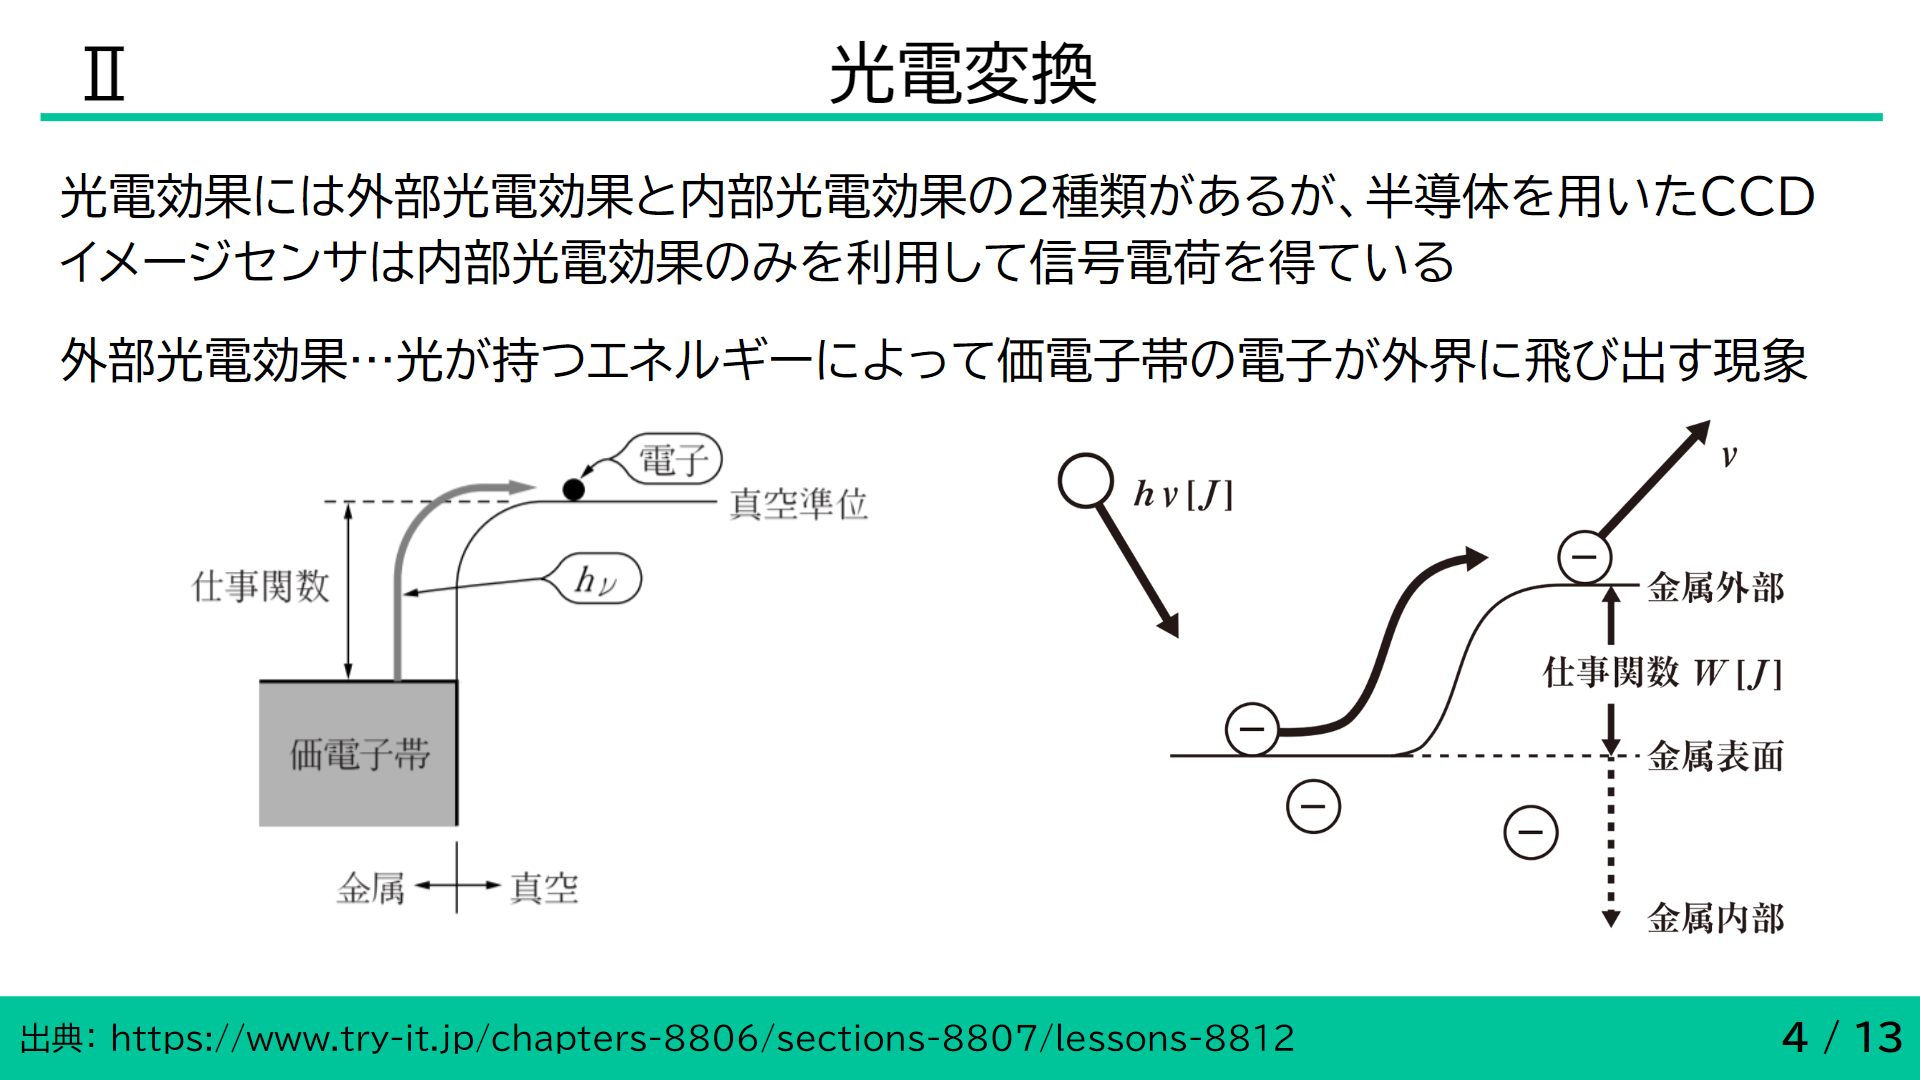 Ⅱ
光電変換
光電効果には外部光電効果と内部光電効果の2種類があるが、半導体を用いたCCD
イメージセンサは内部光電効果のみを利用して信号電荷を得ている
外部光電効果…光が持つエネルギーによって価電子帯の電子が外界に飛び出す現象
電子
真空準位
仕事関数
hν
価電子帯
金属
真空
hν[J]
v
金属外部
仕事関数 W[J]
金属表面
金属内部
出典：https://www.try-it.jp/chapters-8806/sections-8807/lessons-8812
4 / 13